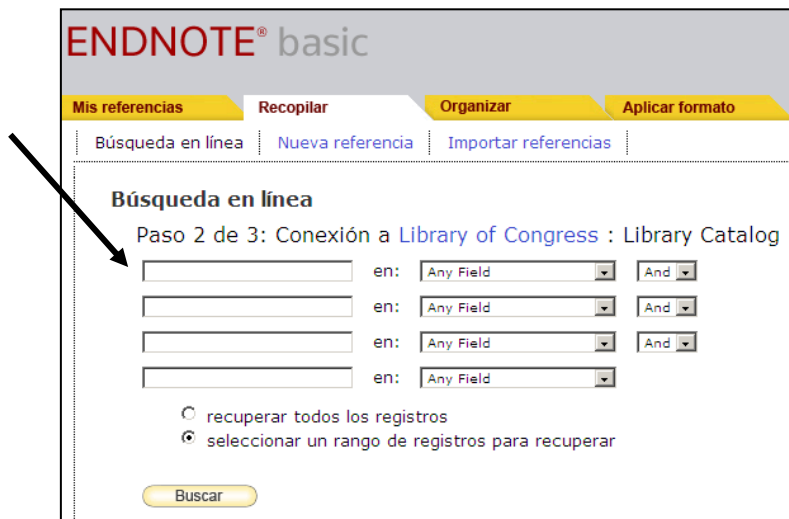 ENDNOTE® basic
Mis referencias Recopilar Organizar Aplicar formato
Búsqueda en línea Nueva referencia Importar referencias
Búsqueda en línea
Paso 2 de 3: Conexión a Library of Congress : Library Catalog
en: Any Field And
en: Any Field And
en: Any Field And
en: Any Field
recuperar todos los registros
seleccionar un rango de registros para recuperar
Buscar